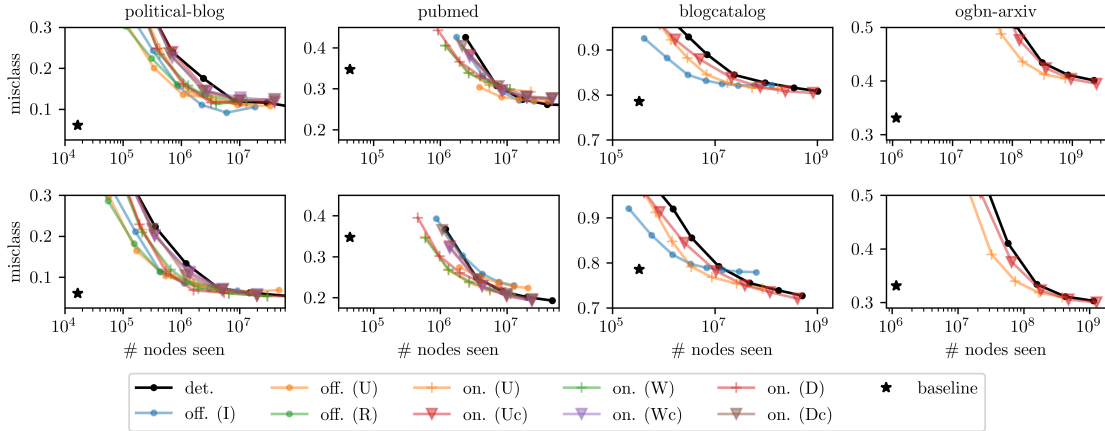 political-blog pubmed blogcatalog ogbn-arxiv
misclass
0.3 0.2 0.1
10^4 10^5 10^6 10^7
0.4 0.3 0.2
10^5 10^6 10^7
0.9 0.8 0.7
10^5 10^7 10^9
0.5 0.4 0.3
10^6 10^7 10^8 10^9
misclass
0.3 0.2 0.1
10^4 10^5 10^6 10^7
0.4 0.3 0.2
10^5 10^6 10^7
0.9 0.8 0.7
10^5 10^7 10^9
0.5 0.4 0.3
10^6 10^7 10^8 10^9
# nodes seen # nodes seen # nodes seen # nodes seen
det. off. (U) on. (U) on. (W) on. (D) baseline
off. (I) off. (R) on. (Uc) on. (Wc) on. (Dc)